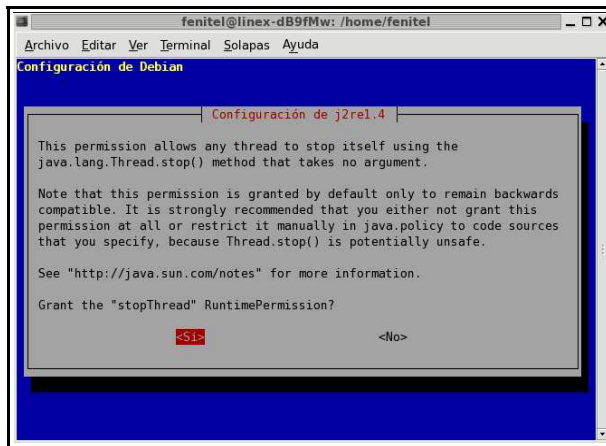 fenitel@linex-dB9fMw: /home/fenitel
Archivo Editar Ver Terminal Solapas Ayuda
Configuración de Debian
Configuración de j2re1.4
This permission allows any thread to stop itself using the
java.lang.Thread.stop() method that takes no argument.
Note that this permission is granted by default only to remain backwards
compatible. It is strongly recommended that you either not grant this
permission at all or restrict it manually in java.policy to code sources
that you specify, because Thread.stop() is potentially unsafe.
See "http://java.sun.com/notes" for more information.
Grant the "stopThread" RuntimePermission?
<Sí> <No>